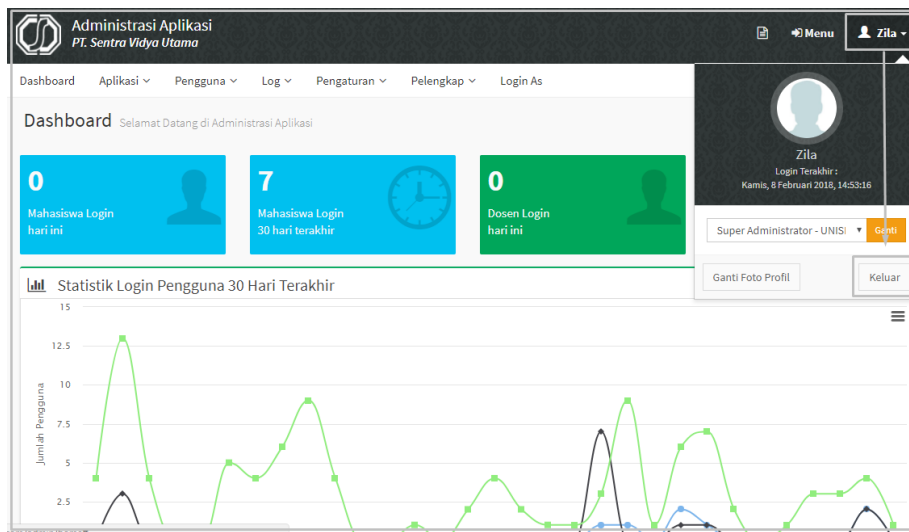 Administrasi Aplikasi
PT. Sentra Vidya Utama
Menu
Zila
Dashboard Aplikasi Pengguna Log Pengaturan Pelengkap Login As
Dashboard Selamat Datang di Administrasi Aplikasi
Zila
Login Terakhir :
Kamis, 8 Februari 2018, 14:53:16
Super Administrator - UNISI
Ganti
Ganti Foto Profil
Keluar
0
Mahasiswa Login
hari ini
7
Mahasiswa Login
30 hari terakhir
0
Dosen Login
hari ini
Statistik Login Pengguna 30 Hari Terakhir
Jumlah Pengguna
15
12.5
10
7.5
5
2.5